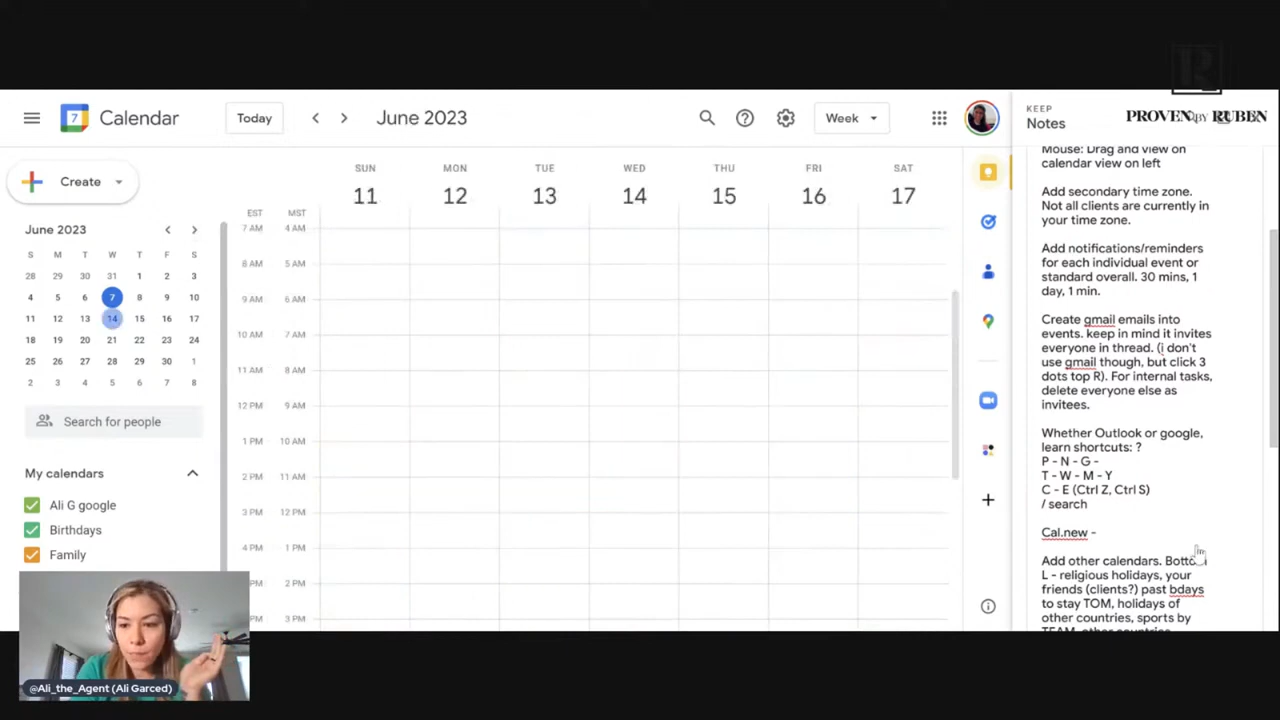 Calendar
Today
June 2023
Week
KEEP
Notes
PROVEN BY RUBEN
Create
SUN MON TUE WED THU FRI SAT
11 12 13 14 15 16 17
EST MST
June 2023
S M T W T F S
28 29 30 31 1 2 3
4 5 6 7 8 9 10
11 12 13 14 15 16 17
18 19 20 21 22 23 24
25 26 27 28 29 30 1
2 3 4 5 6 7 8
Search for people
My calendars
Ali G google
Birthdays
Family
7 AM 4 AM
8 AM 5 AM
9 AM 6 AM
10 AM 7 AM
11 AM 8 AM
12 PM 9 AM
1 PM 10 AM
2 PM 11 AM
3 PM 12 PM
4 PM 1 PM
2 PM
3 PM
Mouse: Drag and view on
calendar view on left
Add secondary time zone.
Not all clients are currently in
your time zone.
Add notifications/reminders
for each individual event or
standard overall. 30 mins, 1
day, 1 min.
Create gmail emails into
events. keep in mind it invites
everyone in thread. (i don't
use gmail though, but click 3
dots top R). For internal tasks,
delete everyone else as
invitees.
Whether Outlook or google,
learn shortcuts: ?
P - N - G -
T - W - M - Y
C - E (Ctrl Z, Ctrl S)
/ search
Cal.new -
Add other calendars.
L - religious holidays, your
friends (clients?) past bdays
to stay TOM, holidays of
other countries, sports by
TEAM, other countries
@Ali_the_Agent (Ali Garced)